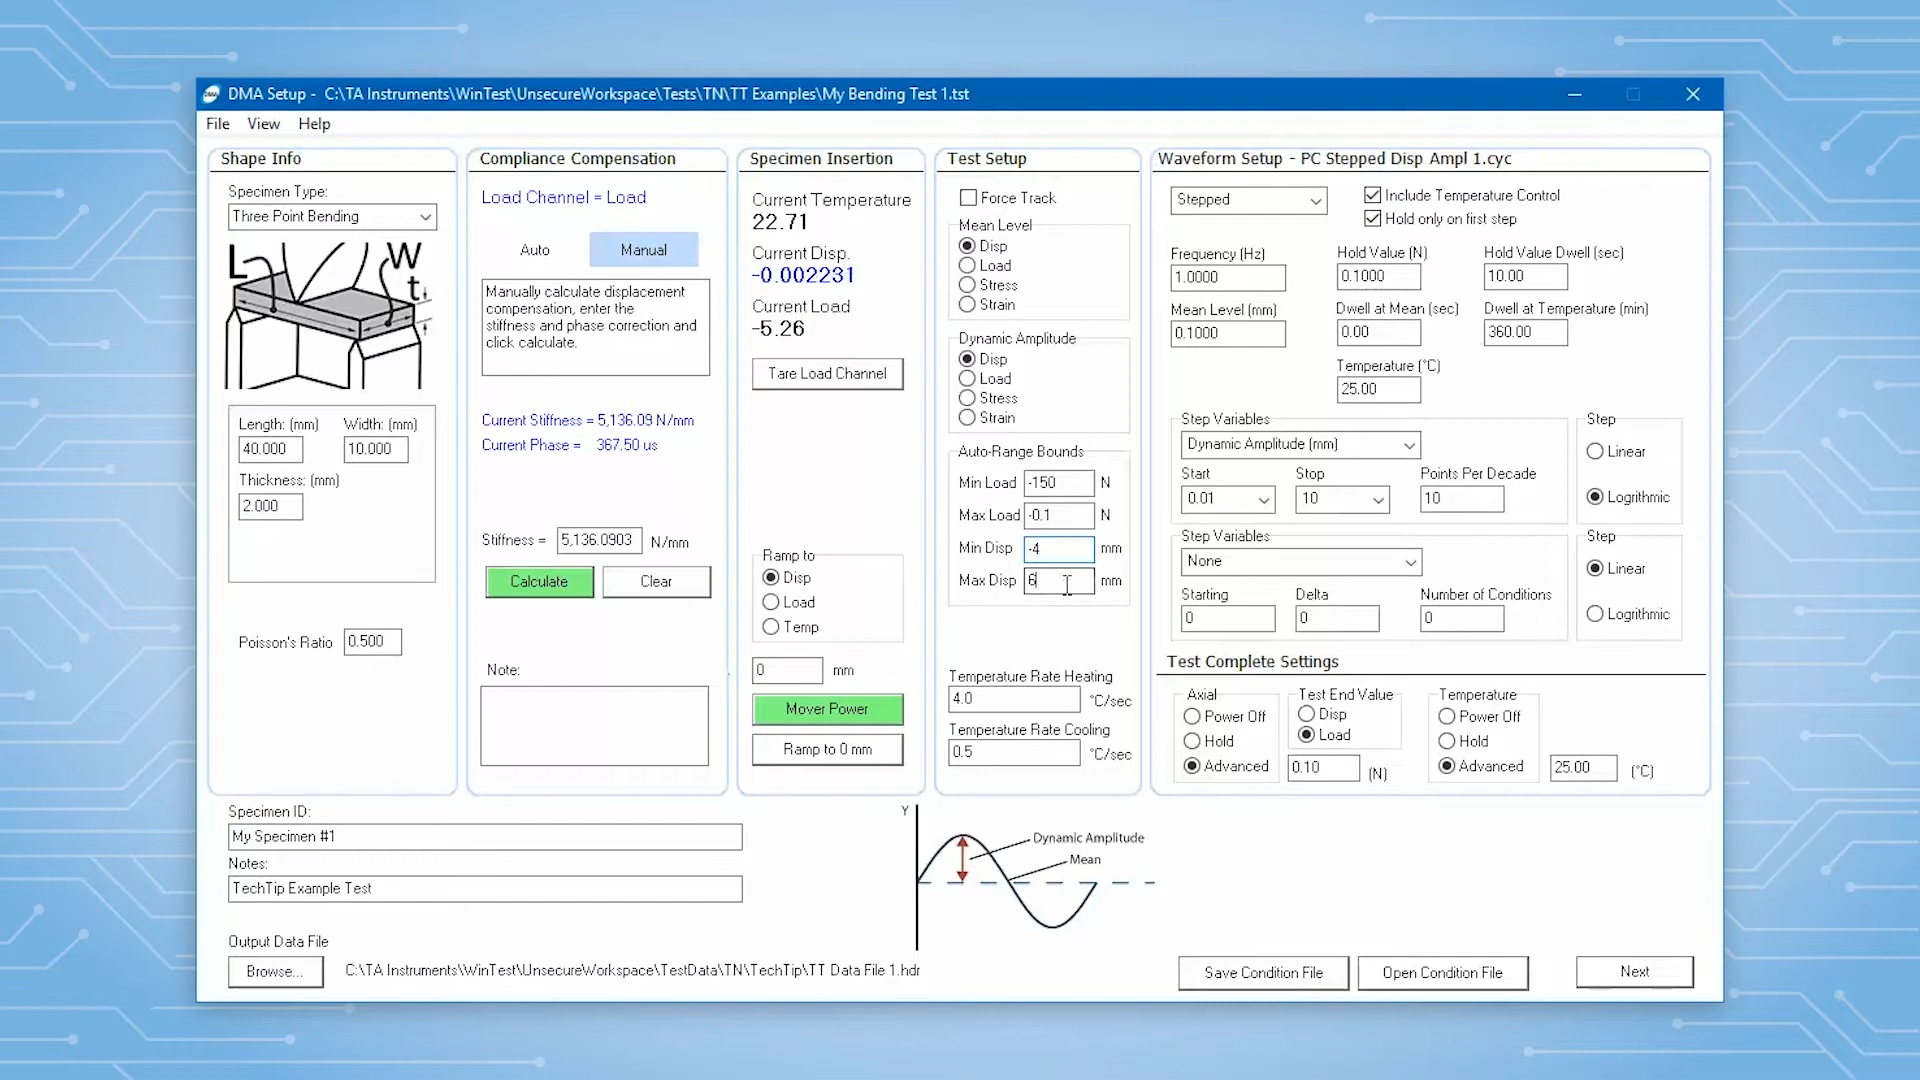 DMA Setup - C:\TA Instruments\WinTest\UnsecureWorkspace\Tests\TN\TT Examples\My Bending Test 1.tst
File View Help
Shape Info
Specimen Type:
Three Point Bending
L
W
t
Length: (mm) Width: (mm)
40.000 10.000
Thickness: (mm)
2.000
Poisson's Ratio 0.500
Compliance Compensation
Load Channel = Load
Auto Manual
Manually calculate displacement
compensation, enter the
stiffness and phase correction and
click calculate.
Current Stiffness = 5,136.09 N/mm
Current Phase = 367.50 us
Stiffness = 5,136.0903 N/mm
Calculate Clear
Note:
Specimen Insertion
Current Temperature
22.71
Current Disp.
-0.002231
Current Load
-5.26
Tare Load Channel
Ramp to
Disp
Load
Temp
0 mm
Mover Power
Ramp to 0 mm
Test Setup
Force Track
Mean Level
Disp
Load
Stress
Strain
Dynamic Amplitude
Disp
Load
Stress
Strain
Auto-Range Bounds
Min Load -150 N
Max Load -0.1 N
Min Disp -4 mm
Max Disp 6 mm
Temperature Rate Heating
4.0 °C/sec
Temperature Rate Cooling
0.5 °C/sec
Waveform Setup - PC Stepped Disp Ampl 1.cyc
Stepped
Include Temperature Control
Hold only on first step
Frequency (Hz) Hold Value (N) Hold Value Dwell (sec)
1.0000 0.1000 10.00
Mean Level (mm) Dwell at Mean (sec) Dwell at Temperature (min)
0.1000 0.00 360.00
Temperature (°C)
25.00
Step Variables
Dynamic Amplitude (mm)
Start Stop Points Per Decade
0.01 10 10
Step
Linear
Logrithmic
Step Variables
None
Starting Delta Number of Conditions
0 0 0
Step
Linear
Logrithmic
Test Complete Settings
Axial
Power Off
Hold
Advanced
Test End Value
Disp
Load
0.10 (N)
Temperature
Power Off
Hold
Advanced
25.00 (°C)
Specimen ID:
My Specimen #1
Notes:
TechTip Example Test
Output Data File
Browse... C:\TA Instruments\WinTest\UnsecureWorkspace\TestData\TN\TechTip\TT Data File 1.hdr
Y
Dynamic Amplitude
Mean
Save Condition File Open Condition File Next